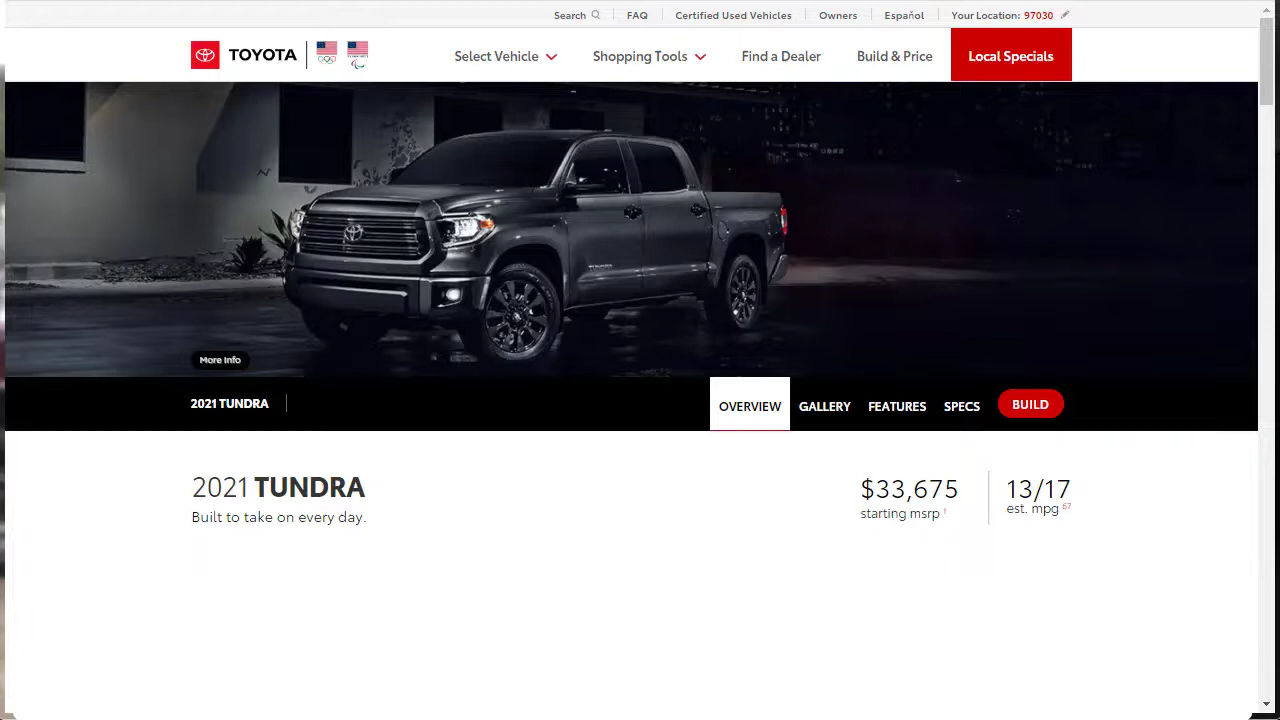 Search
FAQ
Certified Used Vehicles
Owners
Español
Your Location: 97030
TOYOTA
Select Vehicle
Shopping Tools
Find a Dealer
Build & Price
Local Specials
More Info
2021 TUNDRA
OVERVIEW
GALLERY
FEATURES
SPECS
BUILD
2021 TUNDRA
Built to take on every day.
$33,675
starting msrp 1
13/17
est. mpg 67